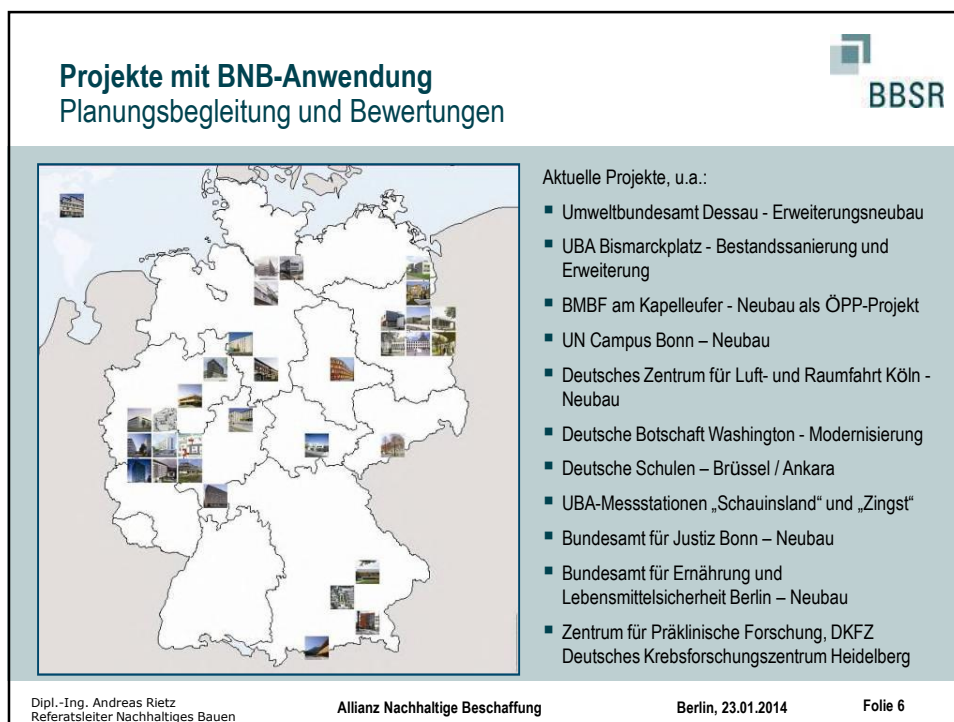 Projekte mit BNB-Anwendung
Planungsbegleitung und Bewertungen
BBSR
Aktuelle Projekte, u.a.:
▪ Umweltbundesamt Dessau - Erweiterungsneubau
▪ UBA Bismarckplatz - Bestandssanierung und
Erweiterung
▪ BMBF am Kapelleufer - Neubau als ÖPP-Projekt
▪ UN Campus Bonn – Neubau
▪ Deutsches Zentrum für Luft- und Raumfahrt Köln -
Neubau
▪ Deutsche Botschaft Washington - Modernisierung
▪ Deutsche Schulen – Brüssel / Ankara
▪ UBA-Messstationen „Schauinsland“ und „Zingst“
▪ Bundesamt für Justiz Bonn – Neubau
▪ Bundesamt für Ernährung und
Lebensmittelsicherheit Berlin – Neubau
▪ Zentrum für Präklinische Forschung, DKFZ
Deutsches Krebsforschungszentrum Heidelberg
Dipl.-Ing. Andreas Rietz
Referatsleiter Nachhaltiges Bauen
Allianz Nachhaltige Beschaffung
Berlin, 23.01.2014
Folie 6